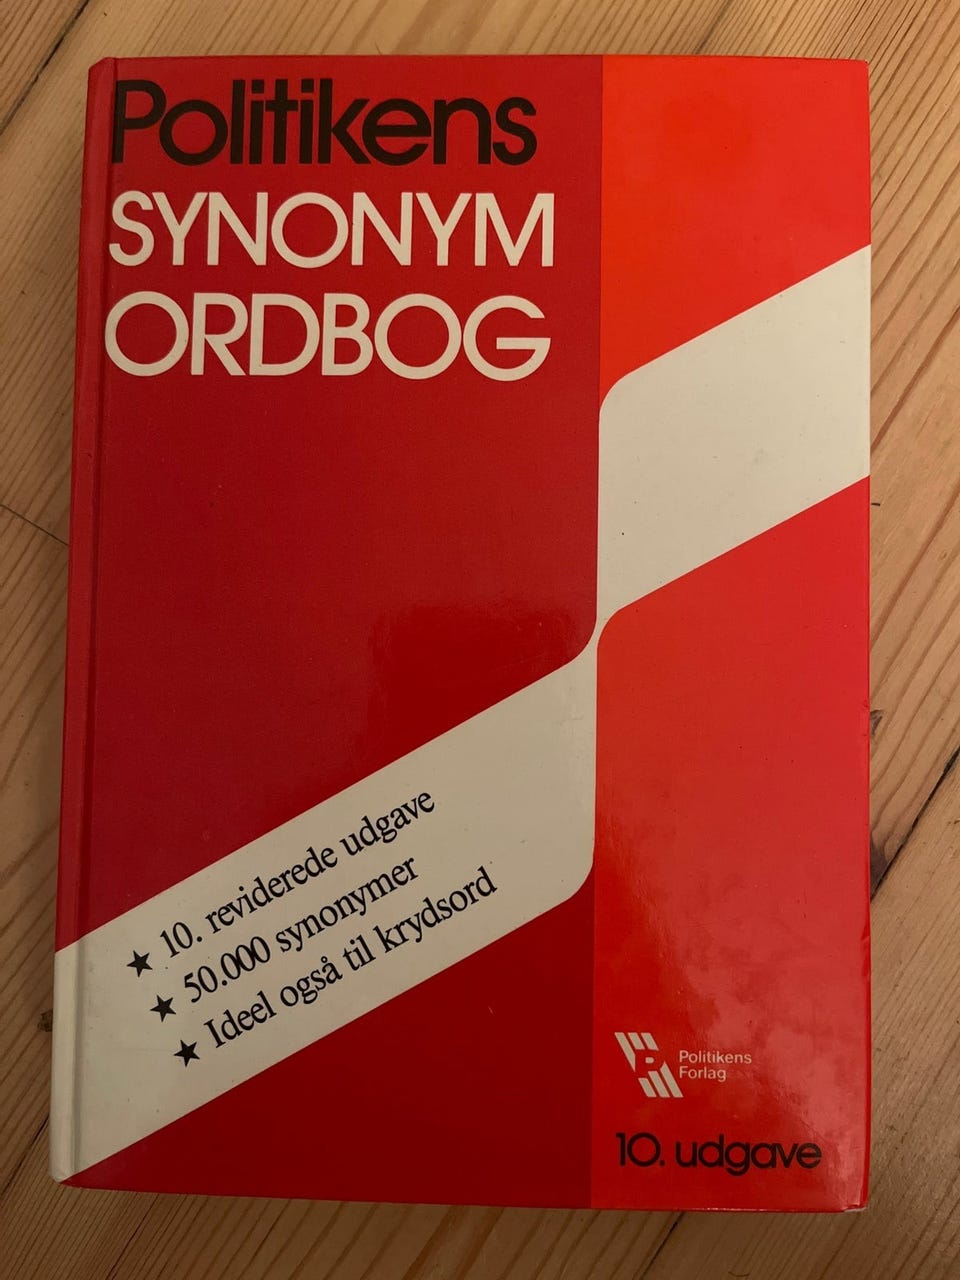 Politikens
SYNONYM
ORDBOG
★ 10. reviderede udgave
★ 50.000 synonymer
★ Ideel også til krydsord
P
Politikens
Forlag
10. udgave